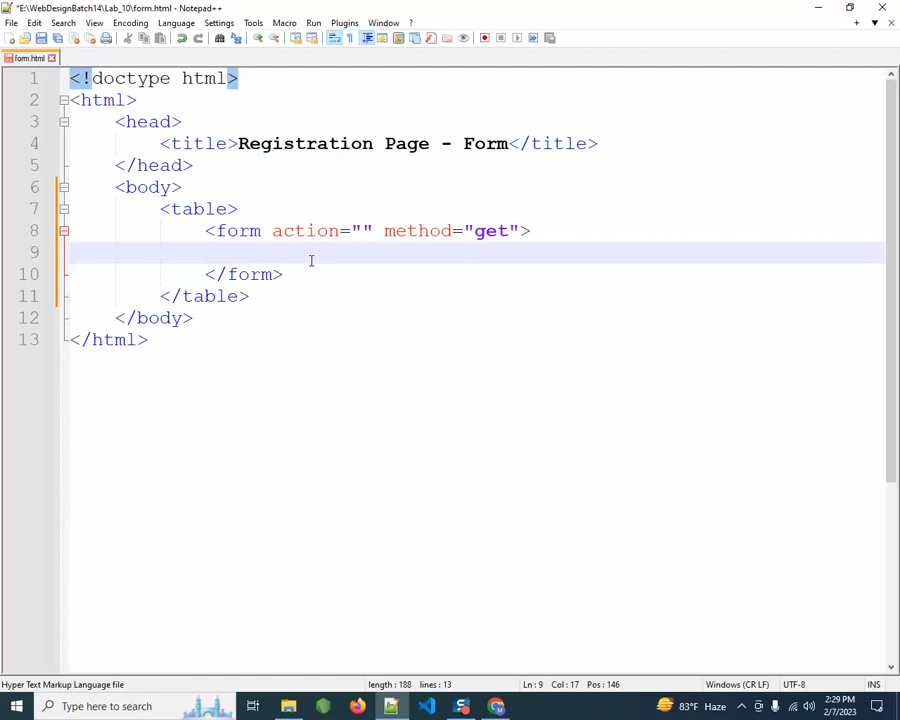 *E:\WebDesignBatch14\Lab_10\form.html - Notepad++
File Edit Search View Encoding Language Settings Tools Macro Run Plugins Window ?
form.html
1 <!doctype html>
2 <html>
3 <head>
4 <title>Registration Page - Form</title>
5 </head>
6 <body>
7 <table>
8 <form action="" method="get">
9
10 </form>
11 </table>
12 </body>
13 </html>
Hyper Text Markup Language file length : 188 lines : 13 Ln : 9 Col : 17 Pos : 146 Windows (CR LF) UTF-8 INS
Type here to search 83°F Haze 2:29 PM
2/7/2023